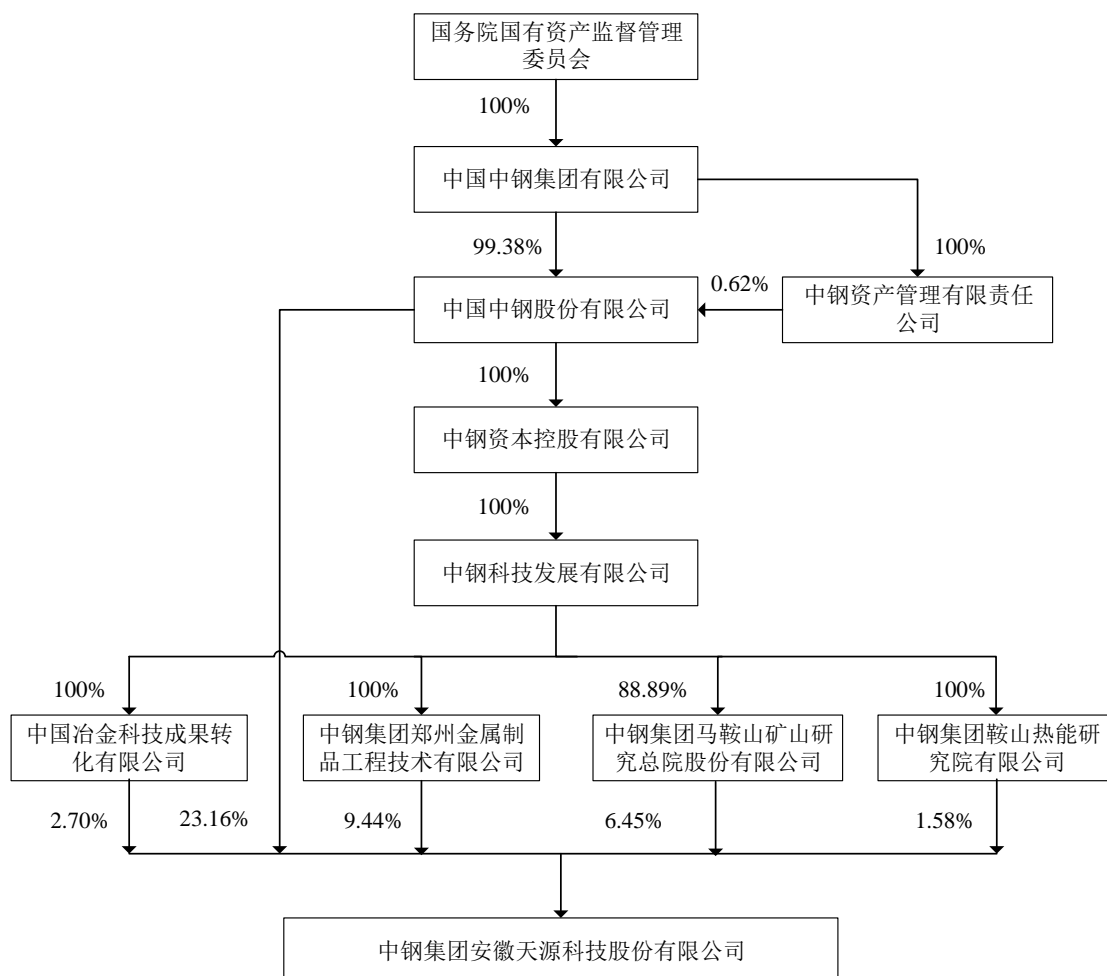 国务院国有资产监督管理
委员会
100%
中国中钢集团有限公司
99.38%
100%
0.62%
中国中钢股份有限公司
中钢资产管理有限责任
公司
100%
中钢资本控股有限公司
100%
中钢科技发展有限公司
100%
100%
88.89%
100%
中国冶金科技成果转
化有限公司
中钢集团郑州金属制
品工程技术有限公司
中钢集团马鞍山矿山研
究总院股份有限公司
中钢集团鞍山热能研
究院有限公司
2.70%
23.16%
9.44%
6.45%
1.58%
中钢集团安徽天源科技股份有限公司